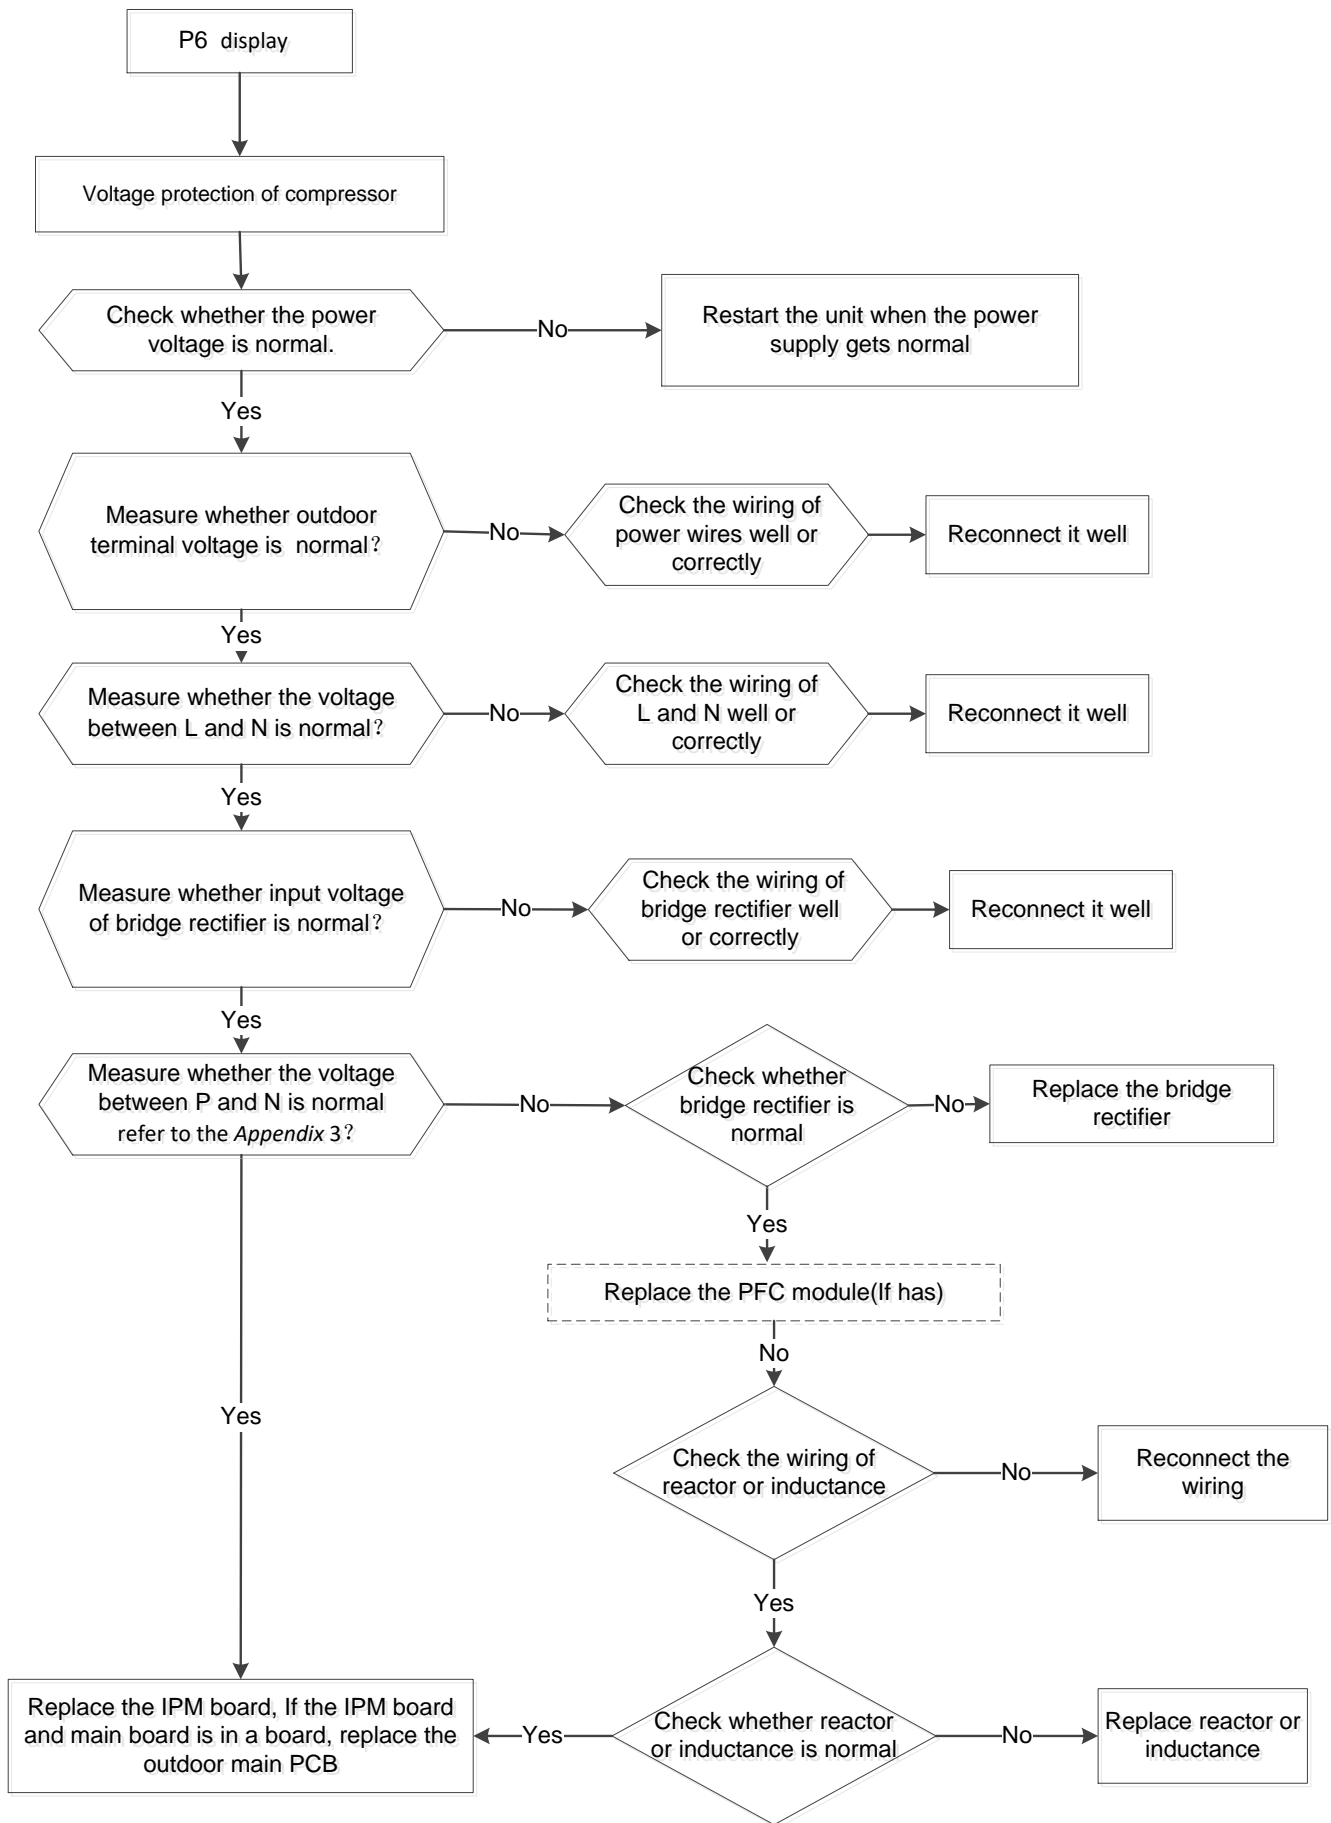 P6 display
Voltage protection of compressor
Check whether the power
voltage is normal.
No
Restart the unit when the power
supply gets normal
Yes
Measure whether outdoor
terminal voltage is normal?
No
Check the wiring of
power wires well or
correctly
Reconnect it well
Yes
Measure whether the voltage
between L and N is normal?
No
Check the wiring of
L and N well or
correctly
Reconnect it well
Yes
Measure whether input voltage
of bridge rectifier is normal?
No
Check the wiring of
bridge rectifier well
or correctly
Reconnect it well
Yes
Measure whether the voltage
between P and N is normal
refer to the Appendix 3?
No
Check whether
bridge rectifier is
normal
No
Replace the bridge
rectifier
Yes
Replace the PFC module(If has)
No
Yes
Check the wiring of
reactor or inductance
No
Reconnect the
wiring
Yes
Replace the IPM board, If the IPM board
and main board is in a board, replace the
outdoor main PCB
Yes
Check whether reactor
or inductance is normal
No
Replace reactor or
inductance